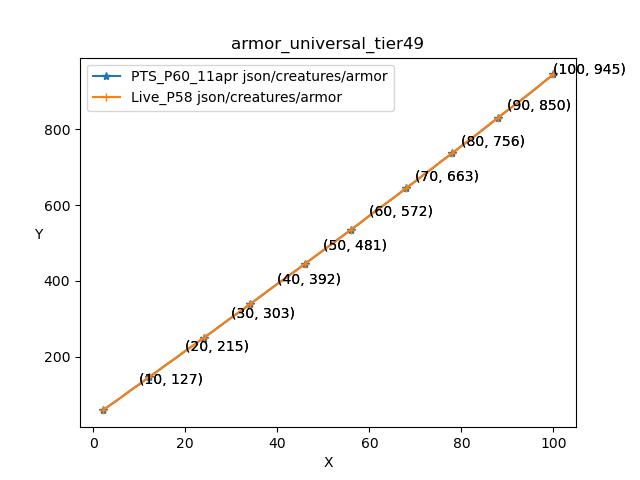 armor_universal_tier49
PTS_P60_11apr json/creatures/armor
Live_P58 json/creatures/armor
(100, 945)
(90, 850)
(80, 756)
(70, 663)
(60, 572)
(50, 481)
(40, 392)
(30, 303)
(20, 215)
(10, 127)
800
600
400
200
Y
0 20 40 60 80 100
X